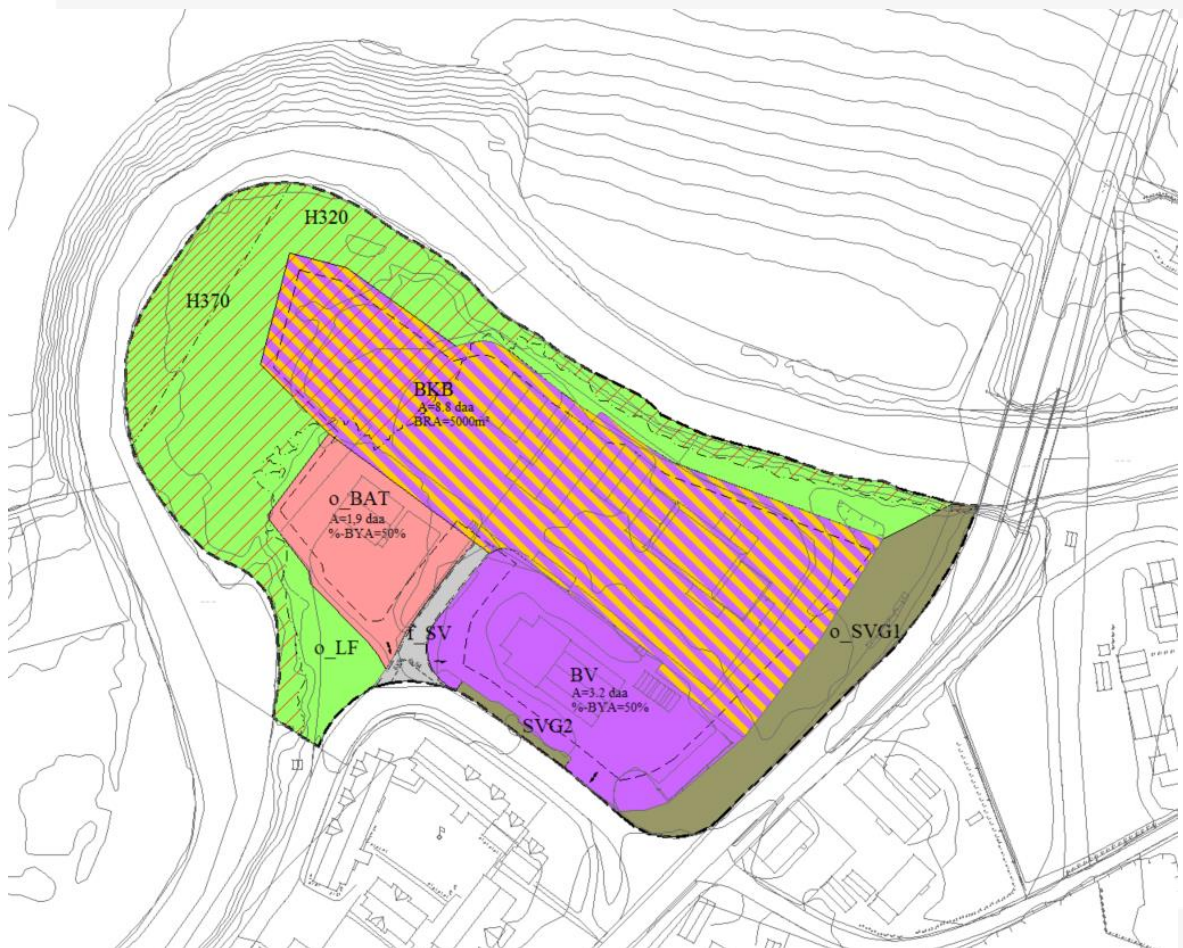 H320
H370
BKB
A=8.8 daa
BRA=5000m²
o_BAT
A=1,9 daa
%-BYA=50%
o_SVG1
f_SV
o_LF
BV
A=3.2 daa
%-BYA=50%
SVG2